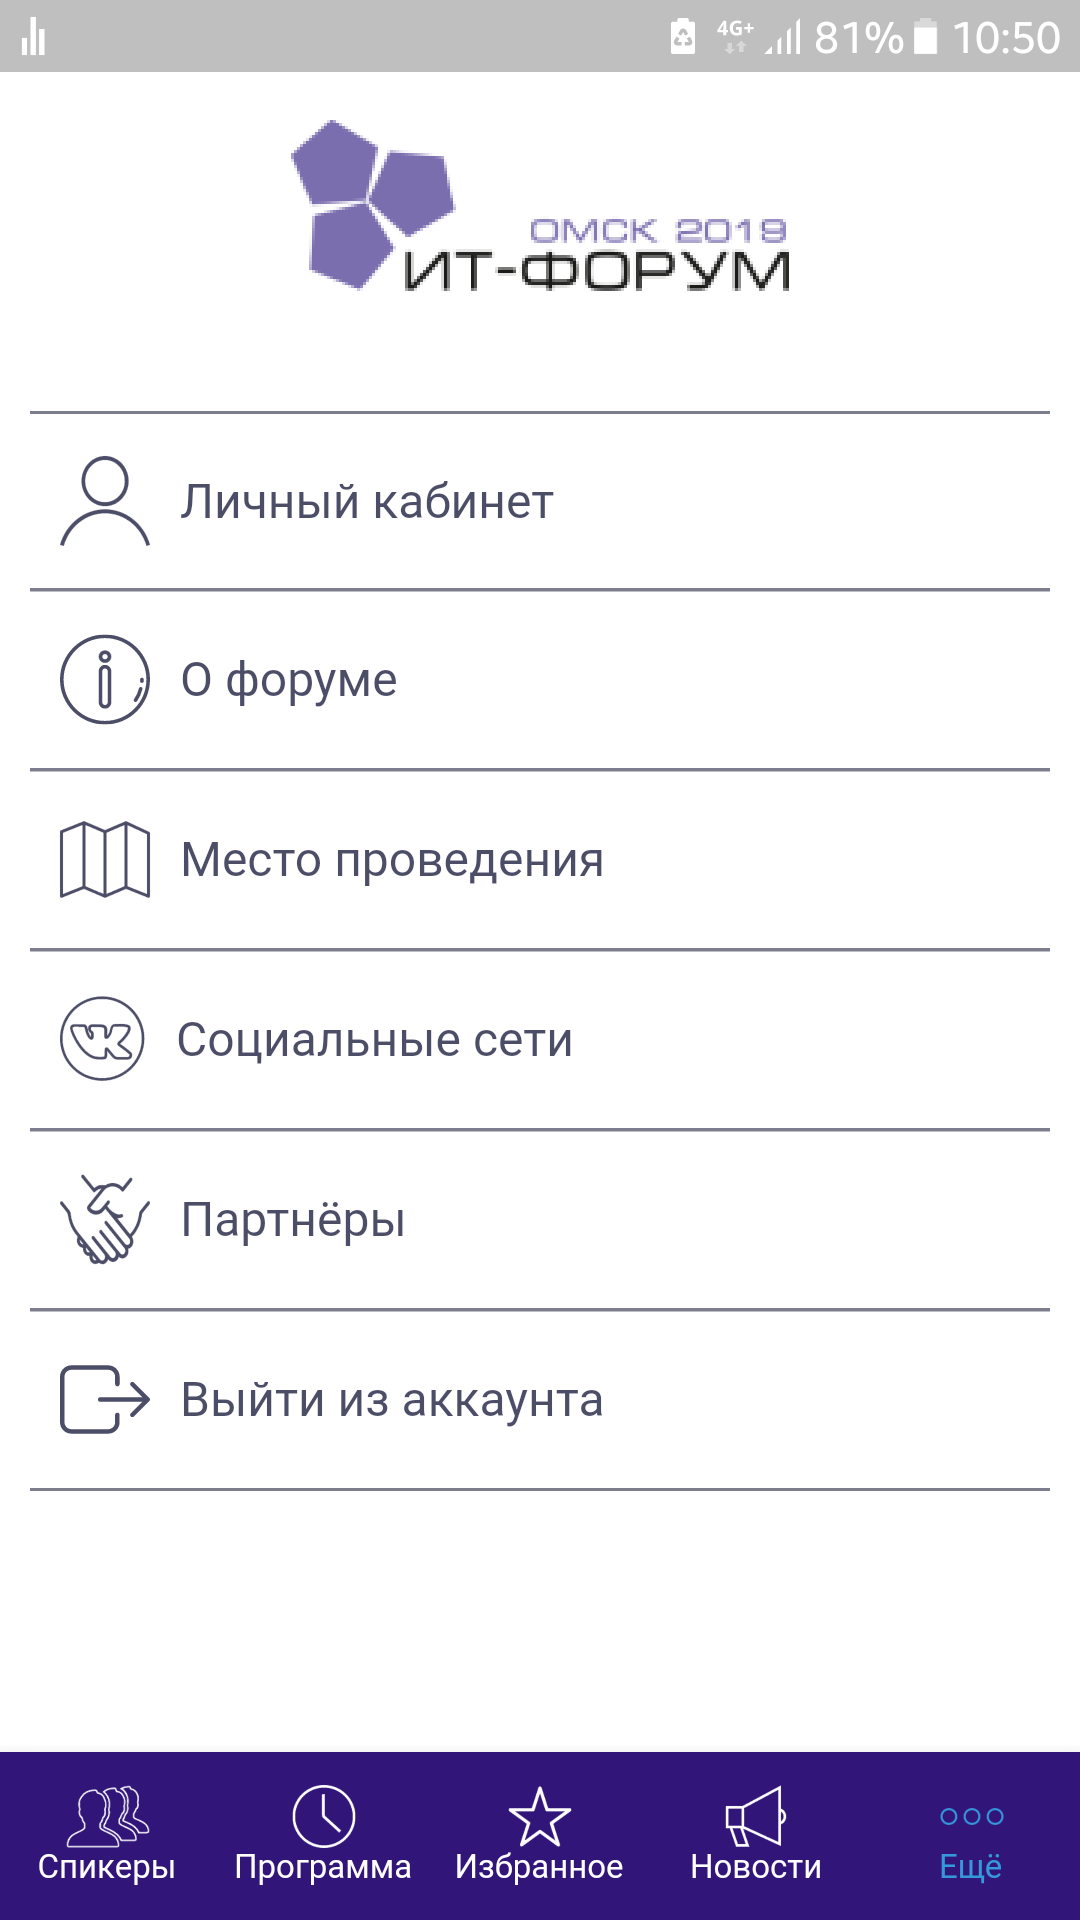 4G+ 81% 10:50
ОМСК 2019
ИТ-ФОРУМ
Личный кабинет
О форуме
Место проведения
Социальные сети
Партнёры
Выйти из аккаунта
Спикеры Программа Избранное Новости Ещё